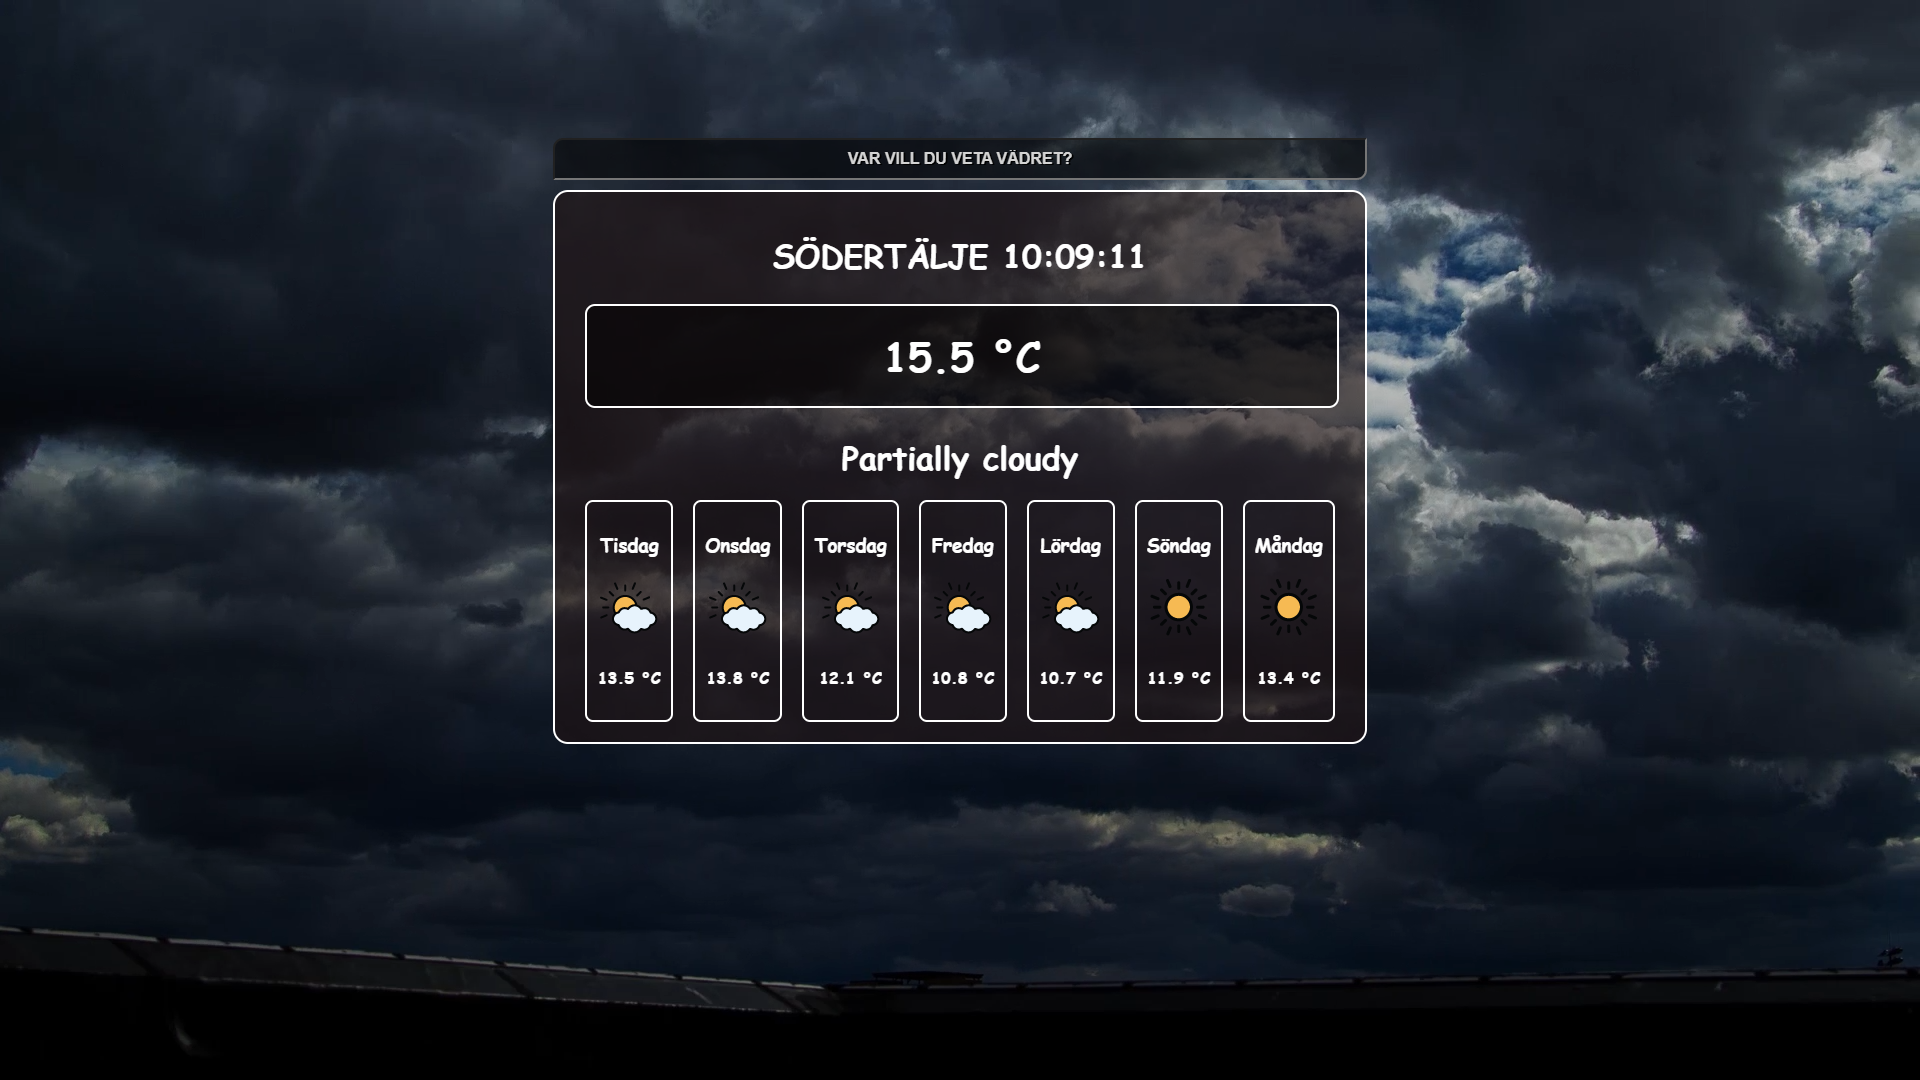 VAR VILL DU VETA VÄDRET?
SÖDERTÄLJE 10:09:11
15.5 °C
Partially cloudy
Tisdag Onsdag Torsdag Fredag Lördag Söndag Måndag
13.5 °C 13.8 °C 12.1 °C 10.8 °C 10.7 °C 11.9 °C 13.4 °C